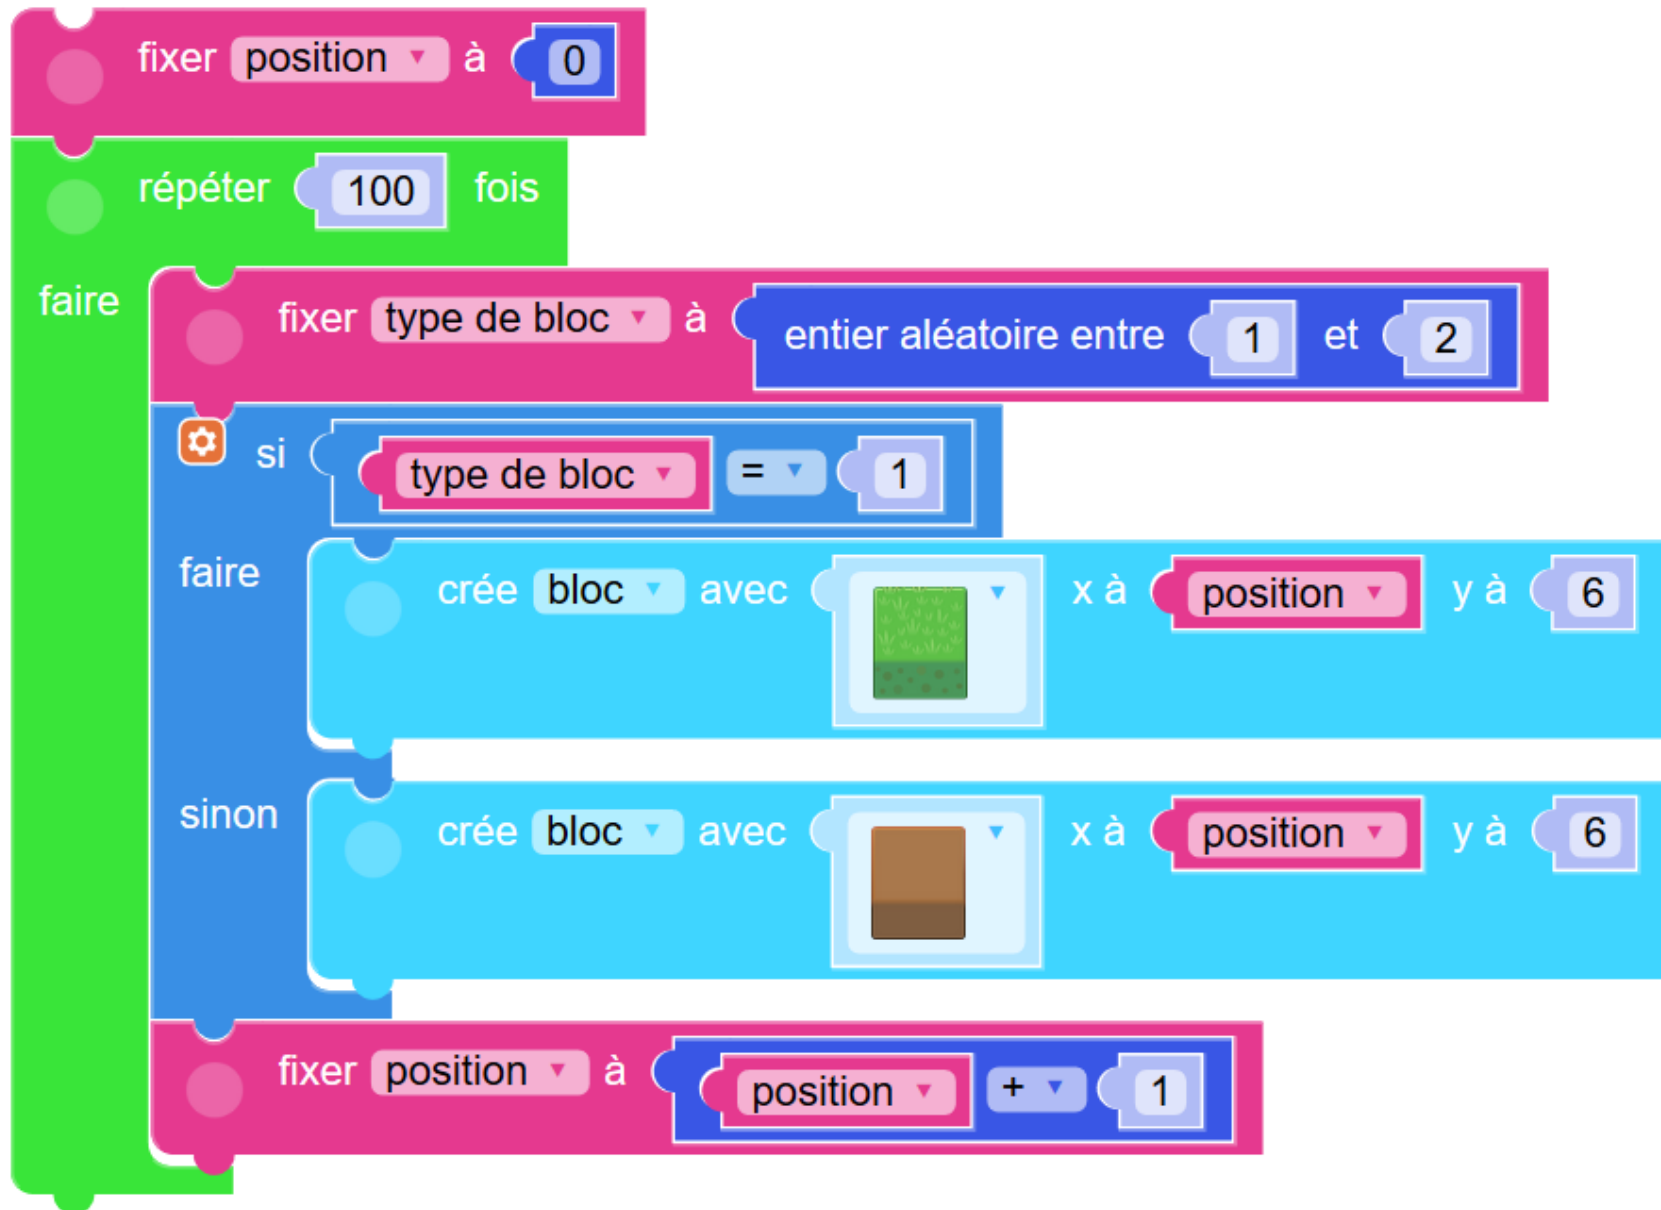 fixer position à 0
répéter 100 fois
faire fixer type de bloc à entier aléatoire entre 1 et 2
si type de bloc = 1
faire crée bloc avec x à position y à 6
sinon crée bloc avec x à position y à 6
fixer position à position + 1